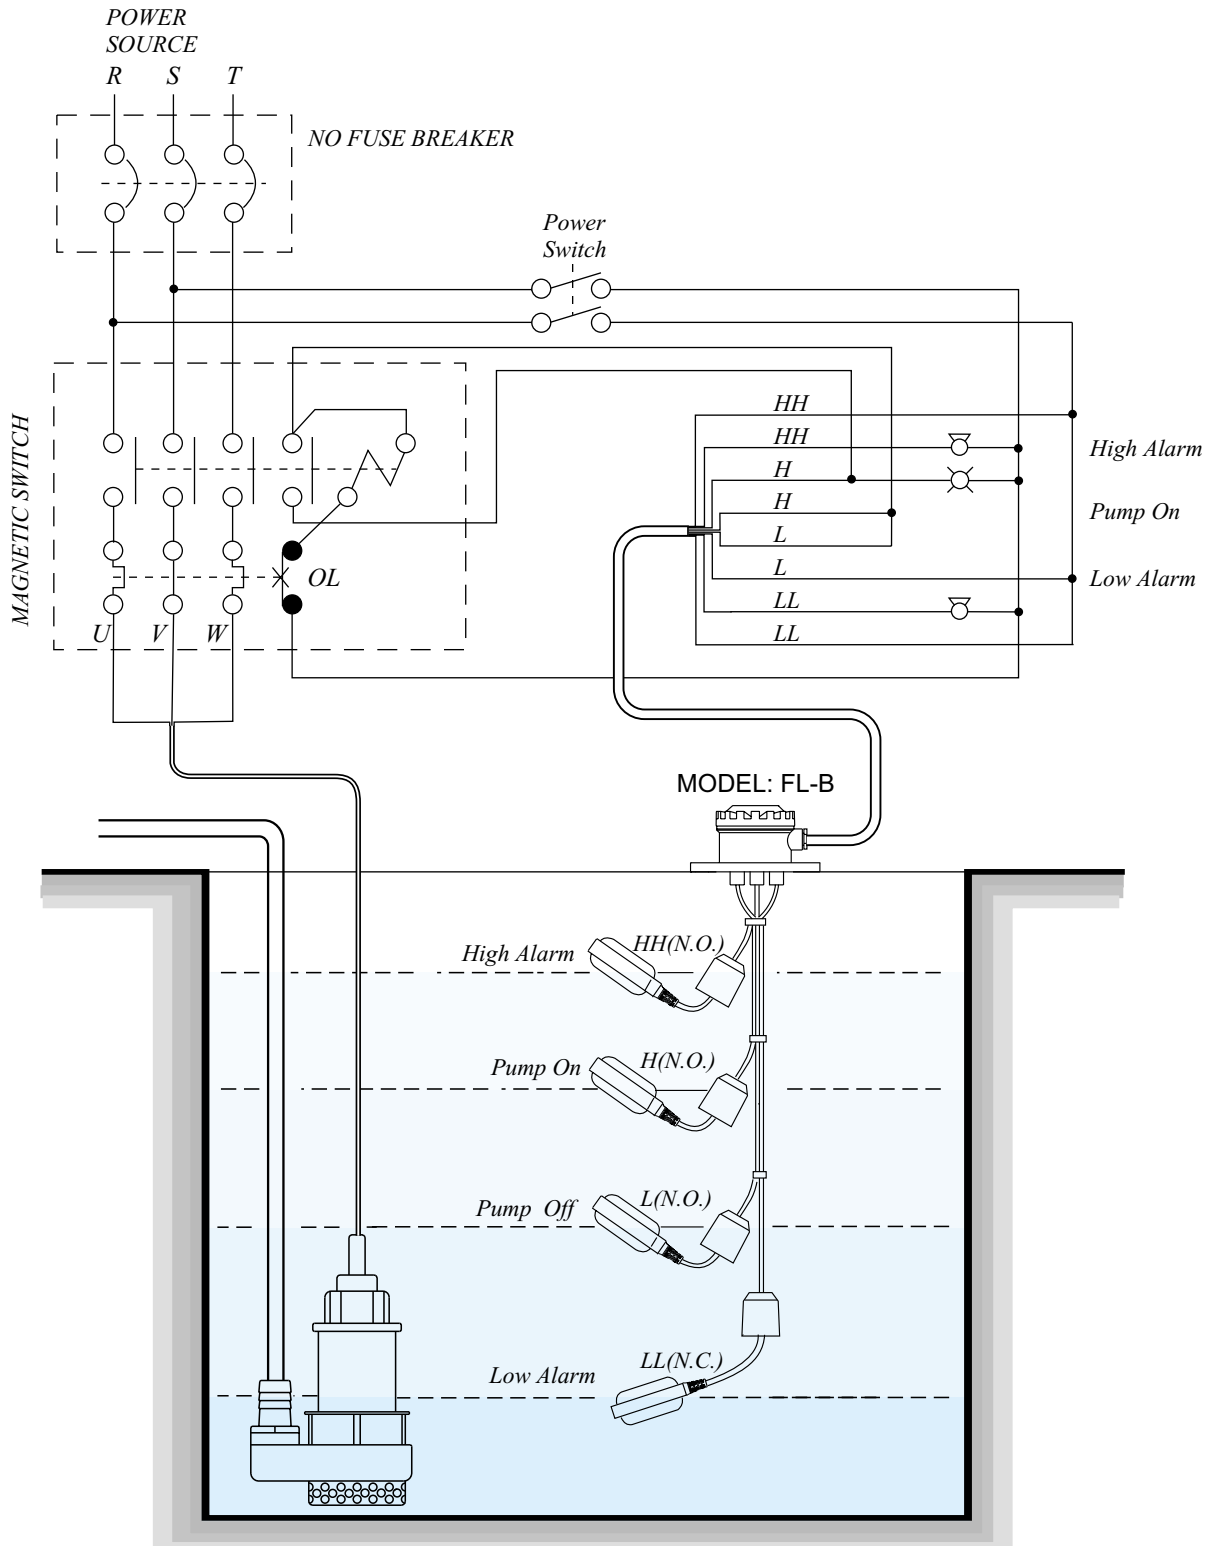 POWER
SOURCE
R S T
NO FUSE BREAKER
Power
Switch
MAGNETIC SWITCH
HH
HH
High Alarm
H
H
Pump On
L
L
Low Alarm
LL
LL
OL
U V W
MODEL: FL-B
High Alarm
HH(N.O.)
Pump On
H(N.O.)
Pump Off
L(N.O.)
Low Alarm
LL(N.C.)